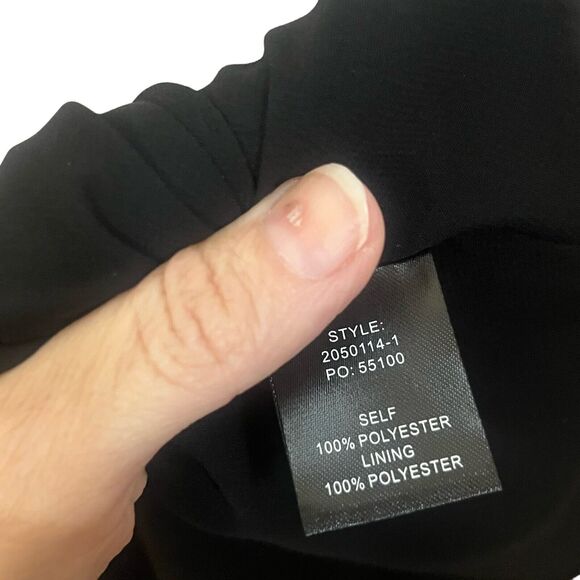 STYLE:
2050114-1
PO: 55100
SELF
100% POLYESTER
LINING
100% POLYESTER